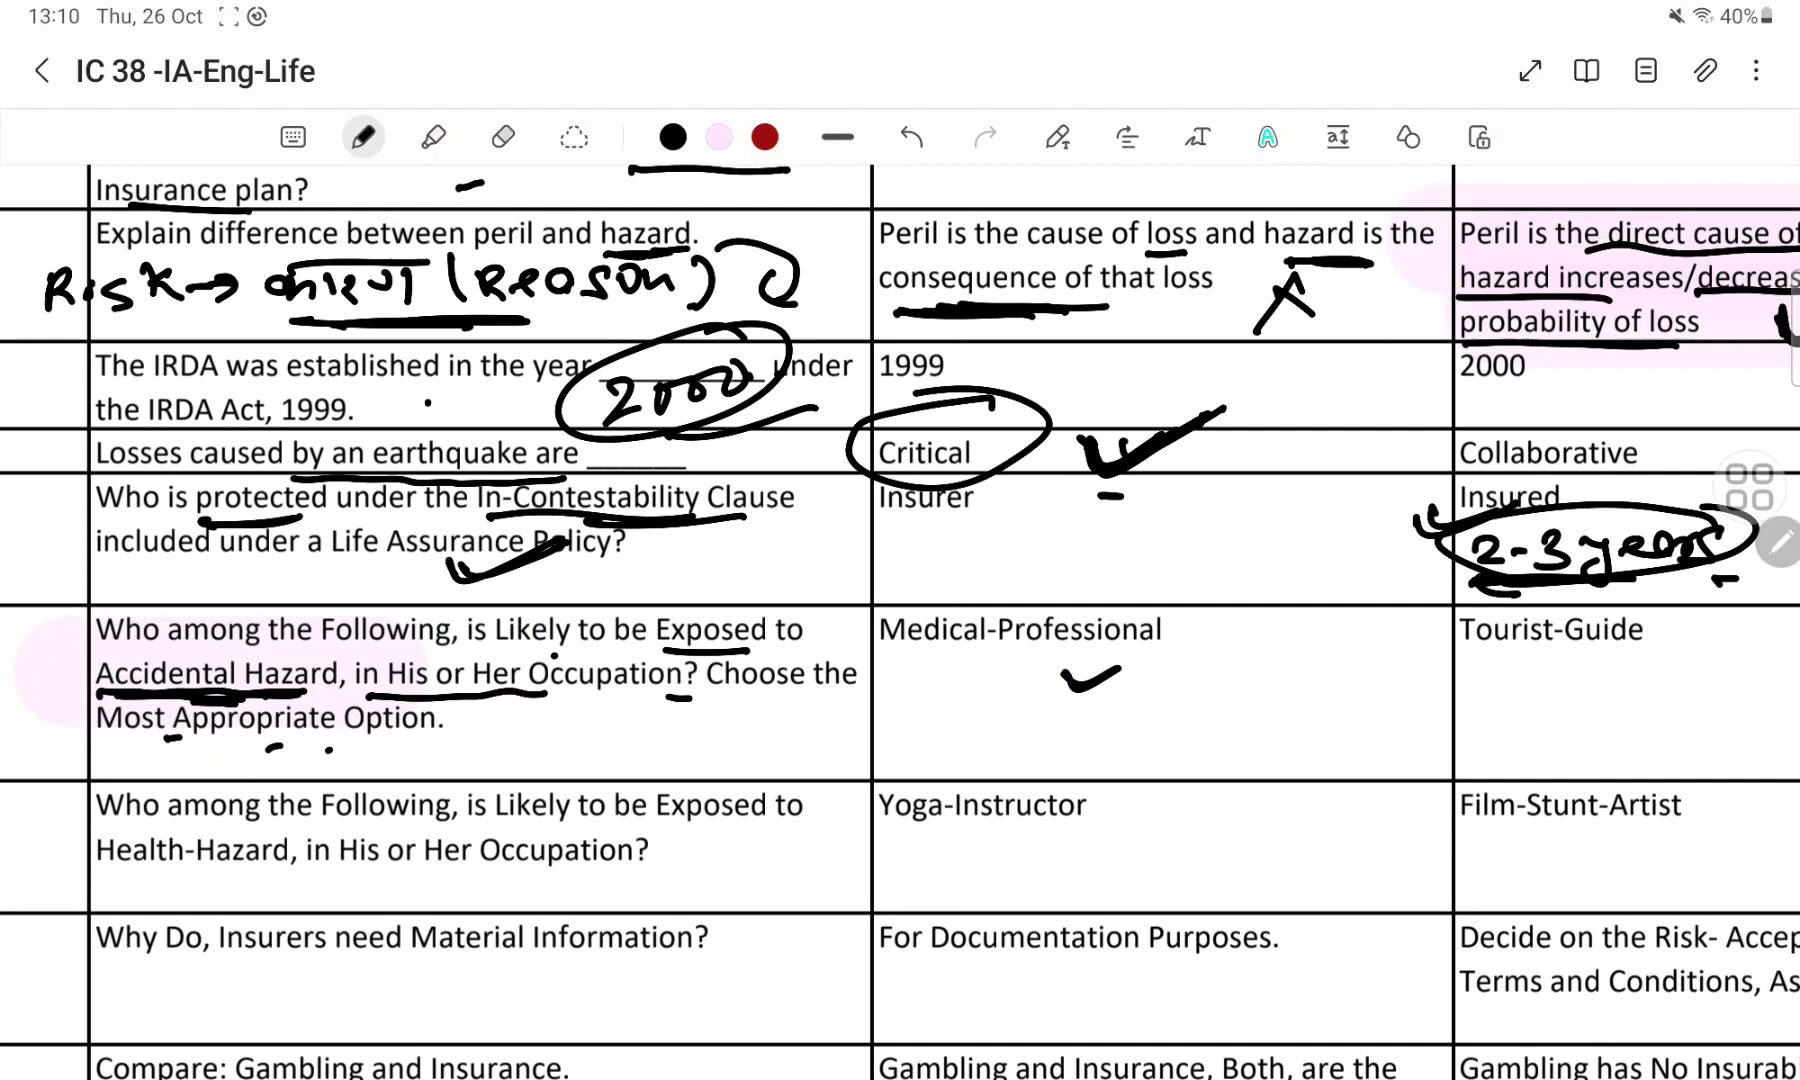 13:10 Thu, 26 Oct
40%
IC 38 -IA-Eng-Life
Insurance plan?
Explain difference between peril and hazard.
Risk → (Reason)
Peril is the cause of loss and hazard is the
consequence of that loss
Peril is the direct cause of
hazard increases/decreas
probability of loss
The IRDA was established in the year under
the IRDA Act, 1999.
2000
1999
2000
Losses caused by an earthquake are ______
Critical
Collaborative
Who is protected under the In-Contestability Clause
included under a Life Assurance Policy?
Insurer
Insured
2-3 years
Who among the Following, is Likely to be Exposed to
Accidental Hazard, in His or Her Occupation? Choose the
Most Appropriate Option.
Medical-Professional
Tourist-Guide
Who among the Following, is Likely to be Exposed to
Health-Hazard, in His or Her Occupation?
Yoga-Instructor
Film-Stunt-Artist
Why Do, Insurers need Material Information?
For Documentation Purposes.
Decide on the Risk- Accep
Terms and Conditions, As
Compare: Gambling and Insurance.
Gambling and Insurance, Both, are the
Gambling has No Insurabl